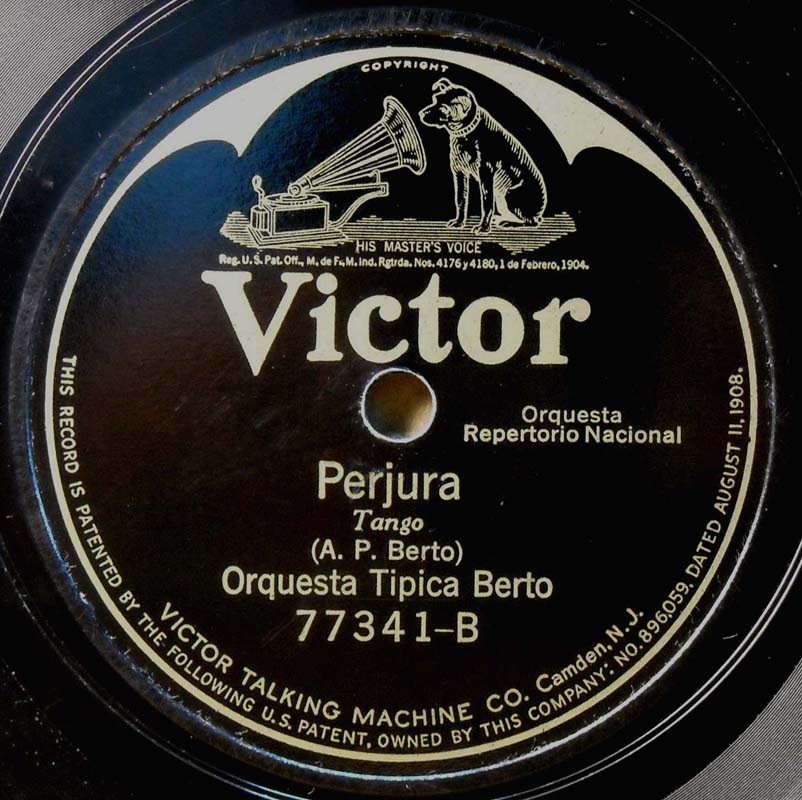 COPYRIGHT
HIS MASTER'S VOICE
Reg. U.S. Pat. Off., M. de F., M. Ind. Rgtrda. Nos. 4176 y 4180, 1 de Febrero, 1904.
Victor
Orquesta
Repertorio Nacional
Perjura
Tango
(A. P. Berto)
Orquesta Tipica Berto
77341-B
VICTOR TALKING MACHINE CO. Camden, N. J.
THIS RECORD IS PATENTED BY THE FOLLOWING U.S. PATENT, OWNED BY THIS COMPANY: NO. 896,059. DATED AUGUST 11, 1908.